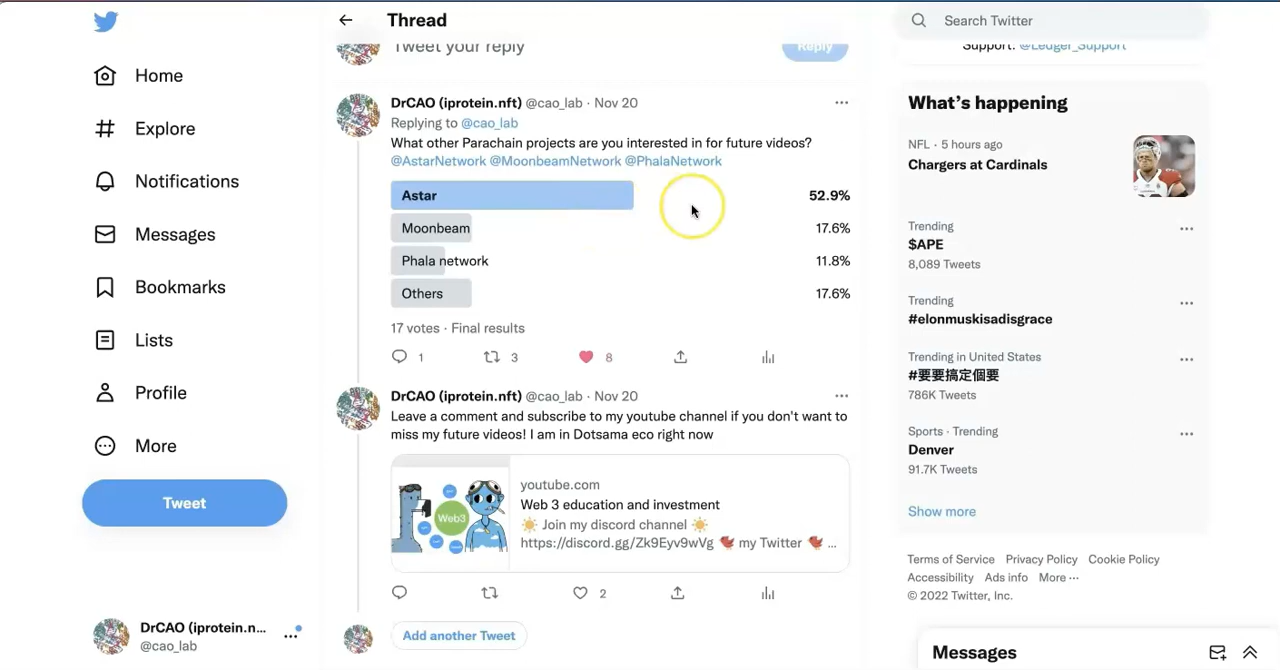 Home
Explore
Notifications
Messages
Bookmarks
Lists
Profile
More
Tweet
DrCAO (iprotein.n...
@cao_lab
Thread
Tweet your reply
Reply
DrCAO (iprotein.nft) @cao_lab · Nov 20
Replying to @cao_lab
What other Parachain projects are you interested in for future videos?
@AstarNetwork @MoonbeamNetwork @PhalaNetwork
Astar 52.9%
Moonbeam 17.6%
Phala network 11.8%
Others 17.6%
17 votes · Final results
1 3 8
DrCAO (iprotein.nft) @cao_lab · Nov 20
Leave a comment and subscribe to my youtube channel if you don't want to
miss my future videos! I am in Dotsama eco right now
Web3
youtube.com
Web 3 education and investment
☀️ Join my discord channel ☀️
https://discord.gg/Zk9Eyv9wVg 🐦 my Twitter 🐦 ...
2
Add another Tweet
Search Twitter
Support: @Ledger_Support
What's happening
NFL · 5 hours ago
Chargers at Cardinals
Trending
$APE
8,089 Tweets
Trending
#elonmuskisadisgrace
Trending in United States
#要要搞定個要
786K Tweets
Sports · Trending
Denver
91.7K Tweets
Show more
Terms of Service Privacy Policy Cookie Policy
Accessibility Ads info More ···
© 2022 Twitter, Inc.
Messages